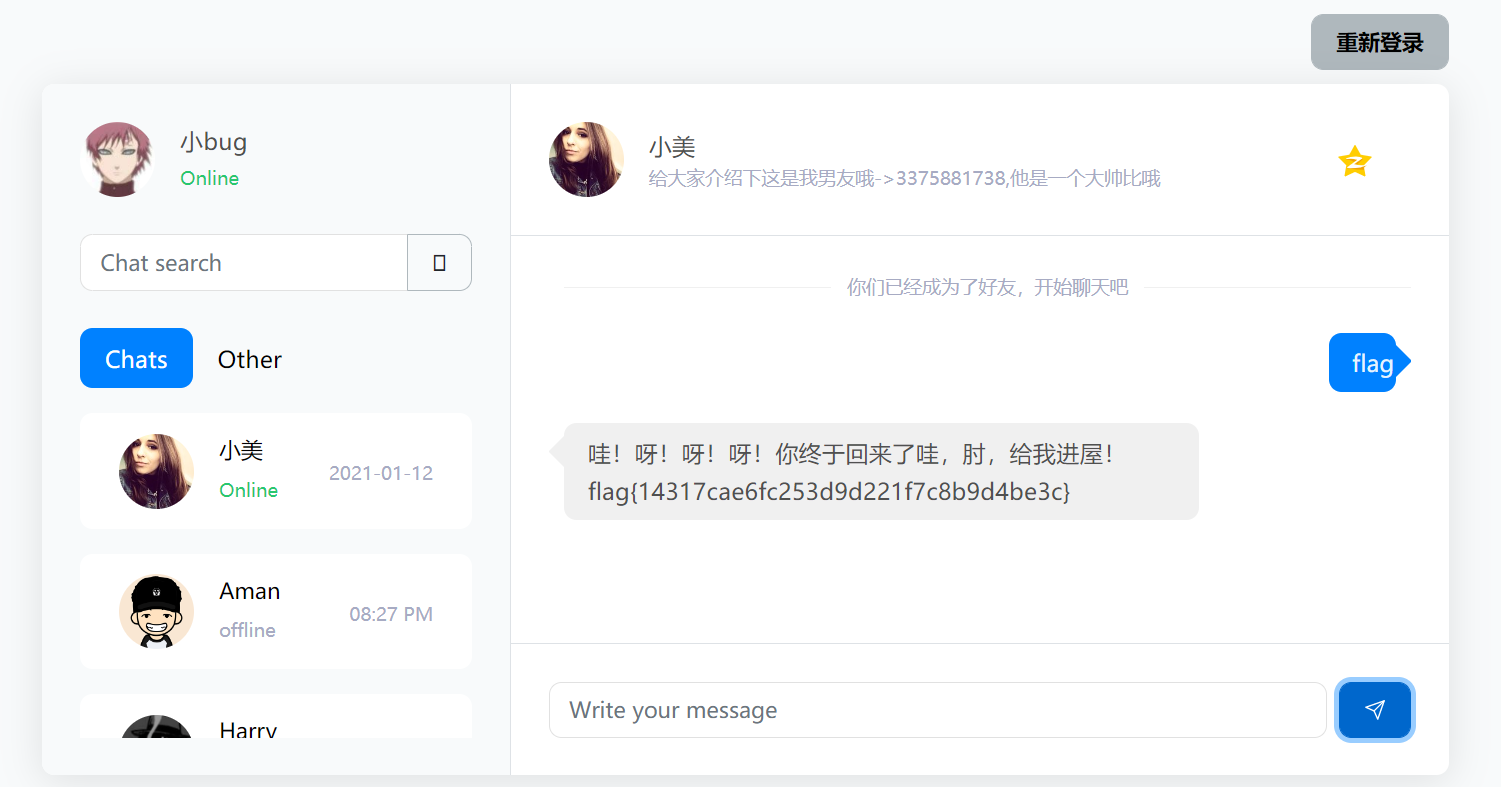 重新登录
小bug
Online
Chat search
Chats
Other
小美
Online
2021-01-12
Aman
offline
08:27 PM
Harry
小美
给大家介绍下这是我男友哦->3375881738,他是一个大帅比哦
你们已经成为了好友，开始聊天吧
flag
哇！呀！呀！呀！你终于回来了哇，肘，给我进屋！
flag{14317cae6fc253d9d221f7c8b9d4be3c}
Write your message